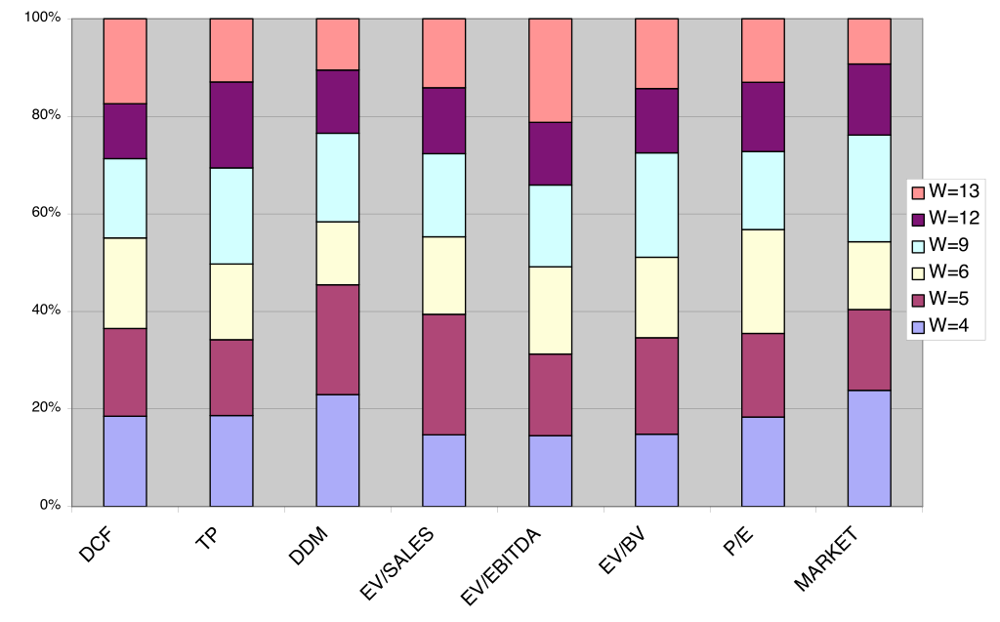 100%
80%
60%
40%
20%
0%
DCF
TP
DDM
EV/SALES
EV/EBITDA
EV/BV
P/E
MARKET
W=13
W=12
W=9
W=6
W=5
W=4